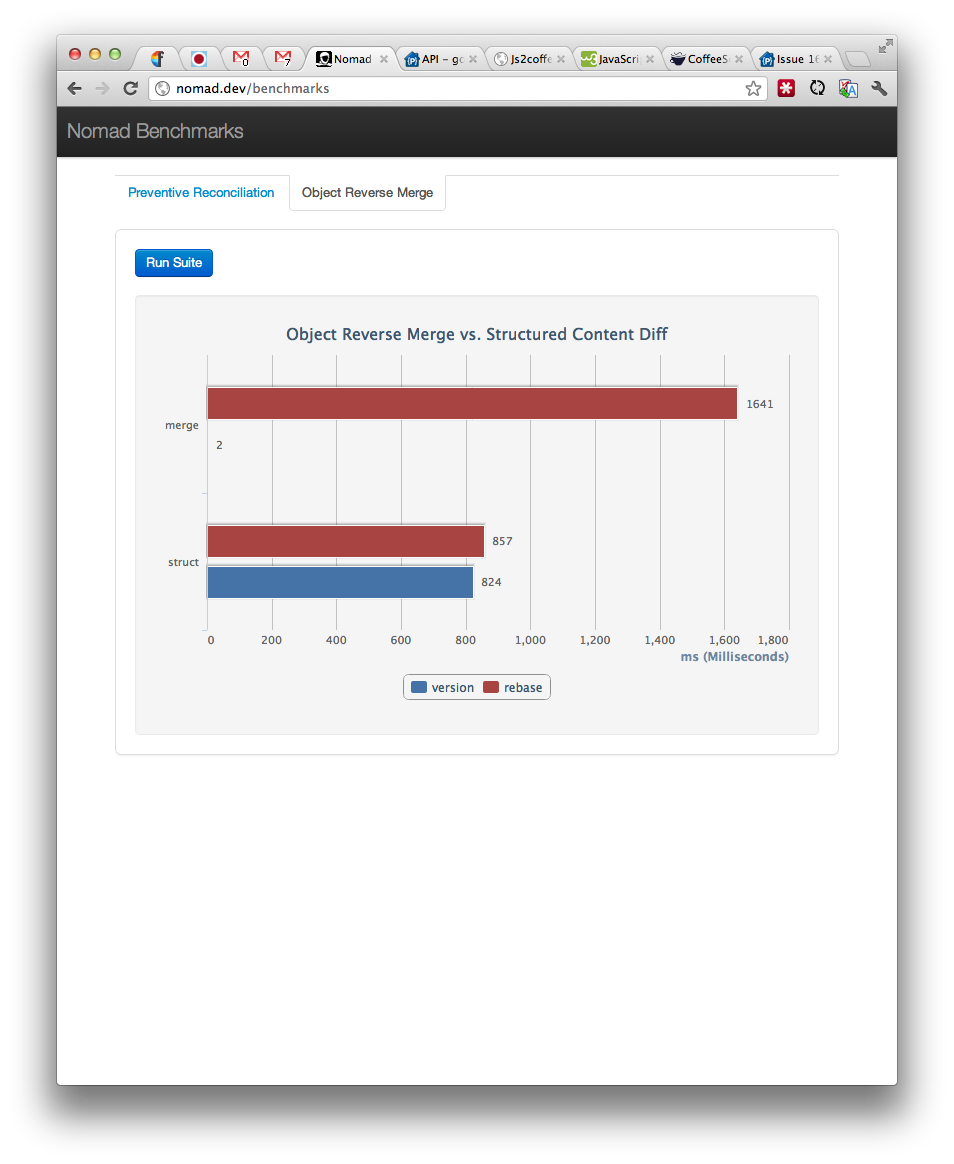 Nomad API – gc Js2coffe JavaScri CoffeeS Issue 16
nomad.dev/benchmarks
Nomad Benchmarks
Preventive Reconciliation Object Reverse Merge
Run Suite
Object Reverse Merge vs. Structured Content Diff
1641
merge
2
857
struct
824
0 200 400 600 800 1,000 1,200 1,400 1,600 1,800
ms (Milliseconds)
version rebase